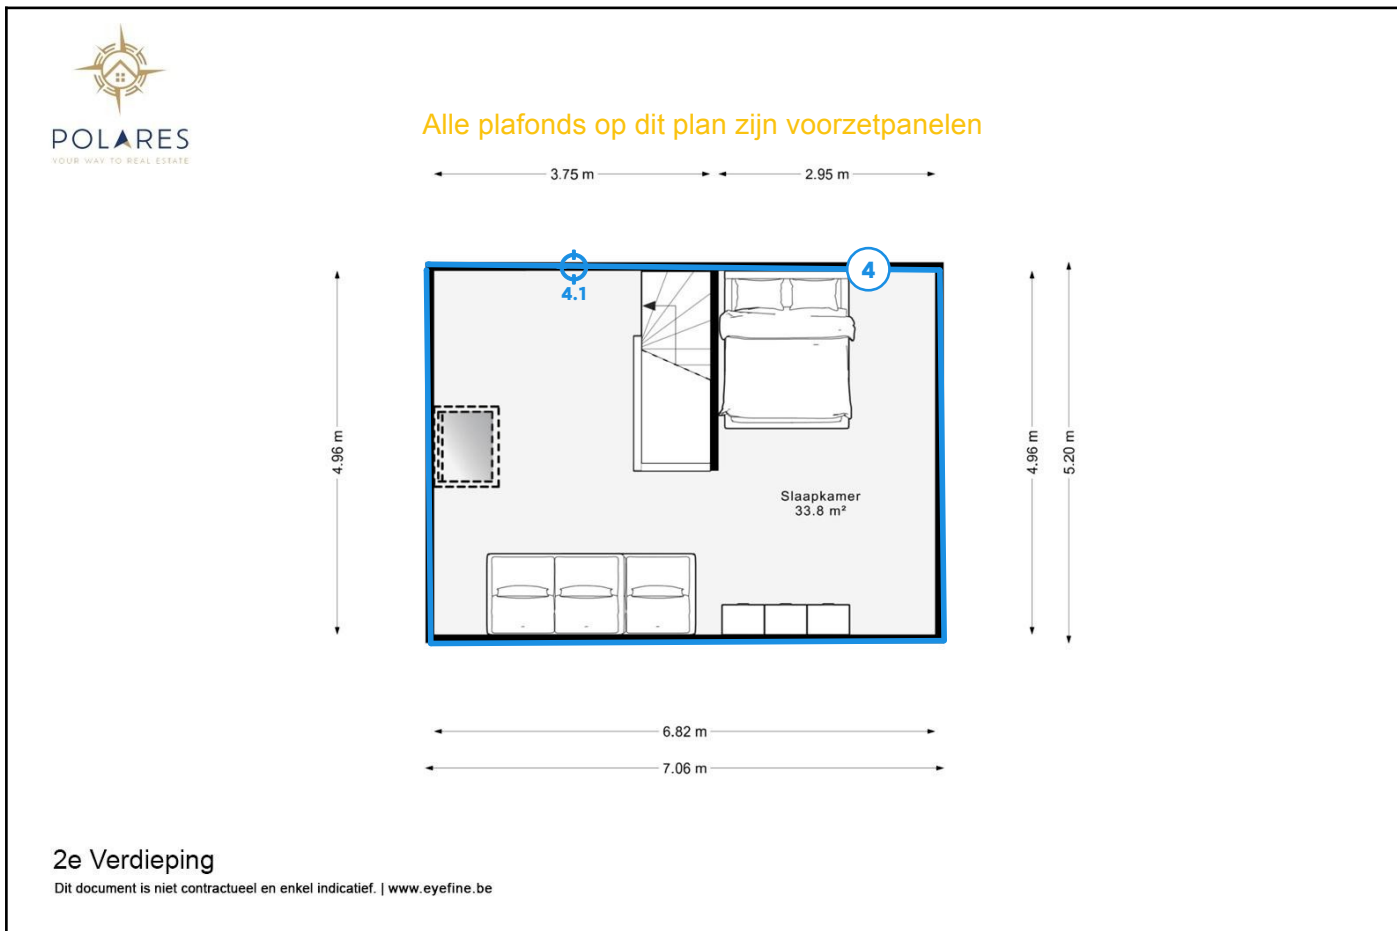 POLARES
YOUR WAY TO REAL ESTATE
Alle plafonds op dit plan zijn voorzetpanelen
3.75 m
2.95 m
4
4.1
4.96 m
4.96 m
5.20 m
Slaapkamer
33.8 m²
6.82 m
7.06 m
2e Verdieping
Dit document is niet contractueel en enkel indicatief. | www.eyefine.be